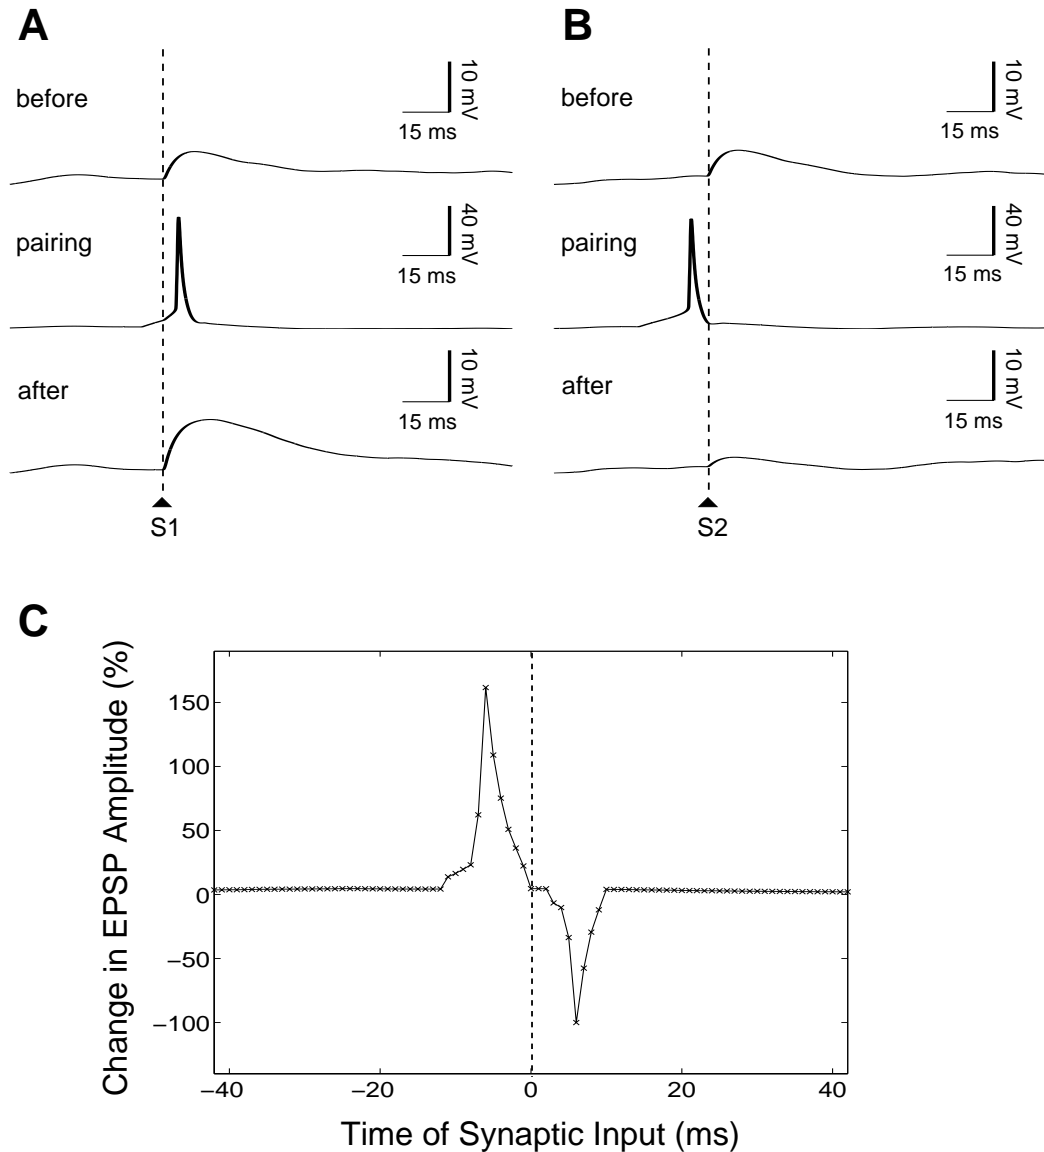 A
before
10 mV
15 ms
pairing
40 mV
15 ms
after
10 mV
15 ms
S1
B
before
10 mV
15 ms
pairing
40 mV
15 ms
after
10 mV
15 ms
S2
C
Change in EPSP Amplitude (%)
150
100
50
0
−50
−100
−40
−20
0
20
40
Time of Synaptic Input (ms)